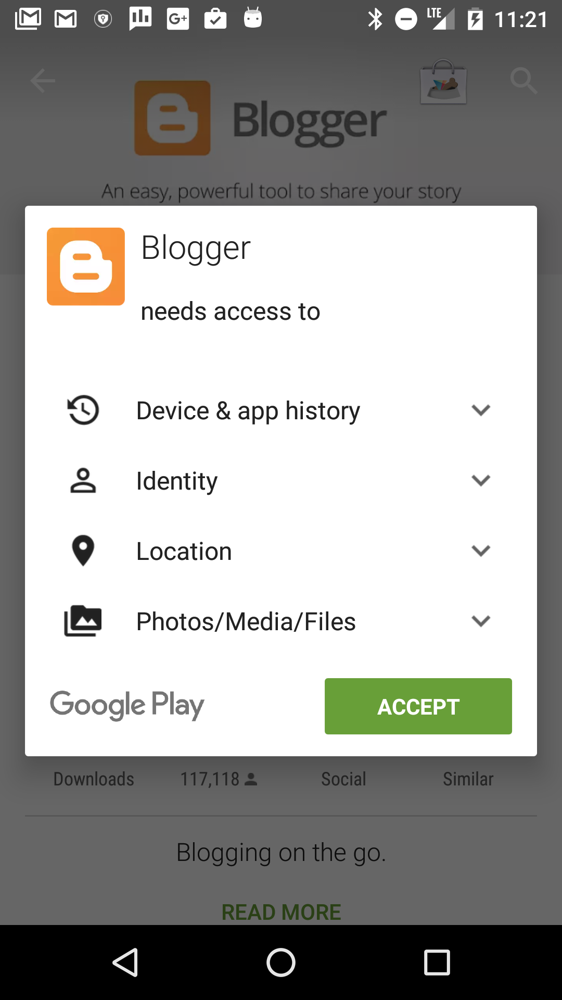 LTE 11:21
G+
Blogger
An easy, powerful tool to share your story
Blogger
needs access to
Device & app history
Identity
Location
Photos/Media/Files
Google Play
ACCEPT
Downloads 117,118 Social Similar
Blogging on the go.
READ MORE